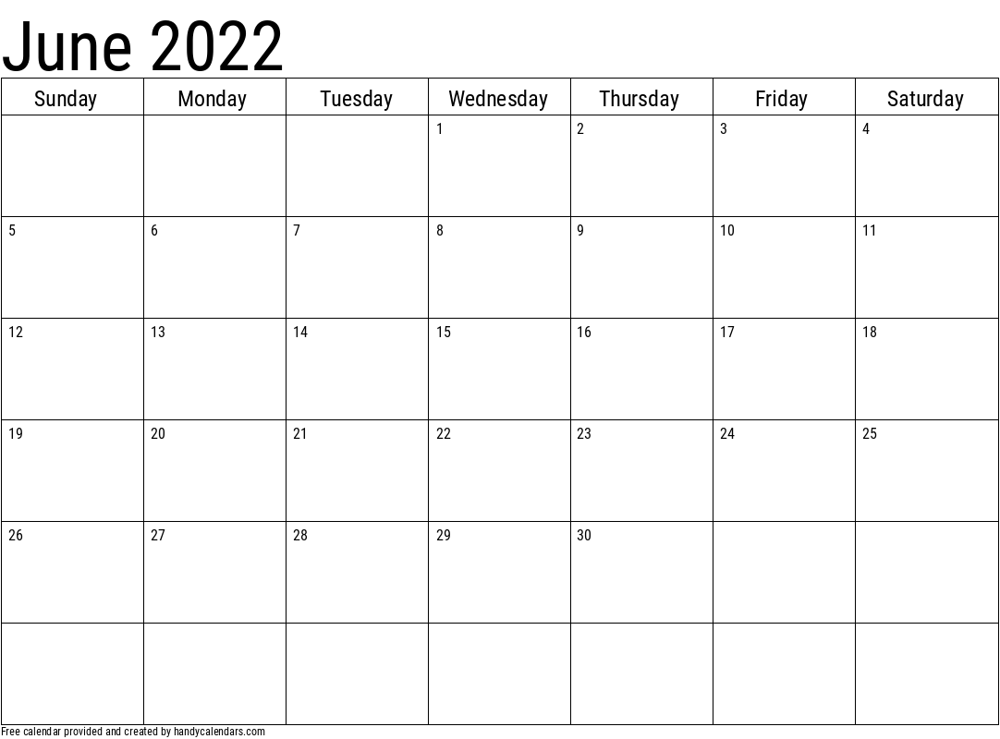 June 2022
Sunday Monday Tuesday Wednesday Thursday Friday Saturday
1 2 3 4
5 6 7 8 9 10 11
12 13 14 15 16 17 18
19 20 21 22 23 24 25
26 27 28 29 30
Free calendar provided and created by handycalendars.com